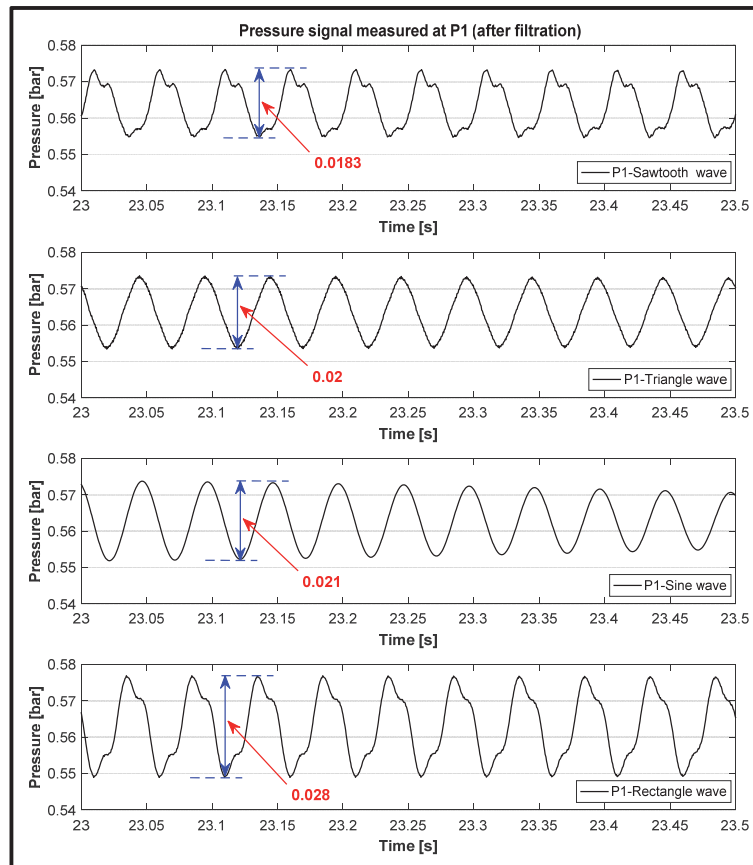 Pressure signal measured at P1 (after filtration)
0.58
0.57
0.56
0.55
0.54
Pressure [bar]
0.0183
P1-Sawtooth wave
23 23.05 23.1 23.15 23.2 23.25 23.3 23.35 23.4 23.45 23.5
Time [s]
0.58
0.57
0.56
0.55
0.54
Pressure [bar]
0.02
P1-Triangle wave
23 23.05 23.1 23.15 23.2 23.25 23.3 23.35 23.4 23.45 23.5
Time [s]
0.58
0.57
0.56
0.55
0.54
Pressure [bar]
0.021
P1-Sine wave
23 23.05 23.1 23.15 23.2 23.25 23.3 23.35 23.4 23.45 23.5
Time [s]
0.58
0.57
0.56
0.55
0.54
Pressure [bar]
0.028
P1-Rectangle wave
23 23.05 23.1 23.15 23.2 23.25 23.3 23.35 23.4 23.45 23.5
Time [s]